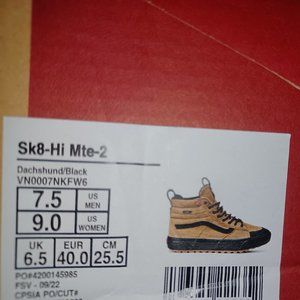 Sk8-Hi Mte-2
Dachshund/Black
VN0007NKFW6
7.5 US MEN
9.0 US WOMEN
UK EUR CM
6.5 40.0 25.5
PO#4200145985
FSV - 09/22
CPSIA PO/CUT#